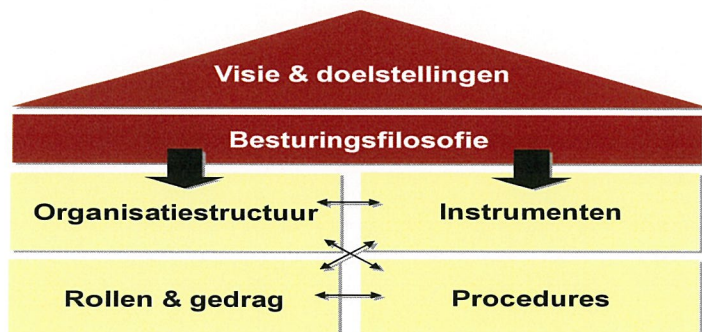 Visie & doelstellingen
Besturingsfilosofie
Organisatiestructuur
Instrumenten
Rollen & gedrag
Procedures